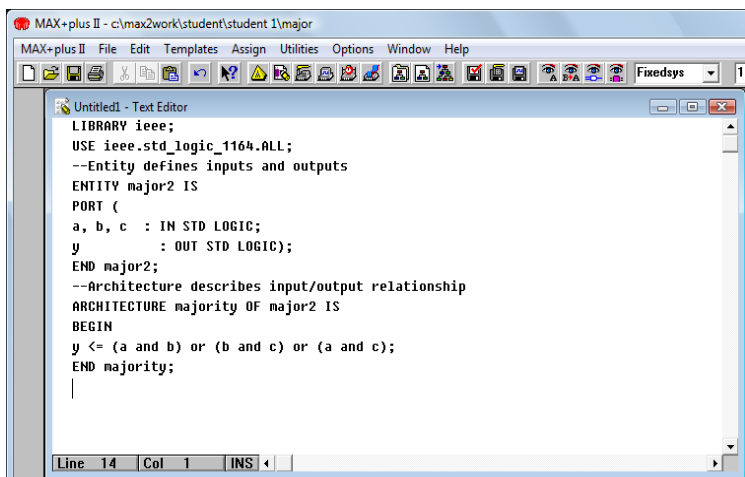 MAX+plus II - c:\max2work\student\student 1\major
MAX+plus II File Edit Templates Assign Utilities Options Window Help
Fixedsys 1
Untitled1 - Text Editor
LIBRARY ieee;
USE ieee.std_logic_1164.ALL;
--Entity defines inputs and outputs
ENTITY major2 IS
PORT (
a, b, c : IN STD LOGIC;
y : OUT STD LOGIC);
END major2;
--Architecture describes input/output relationship
ARCHITECTURE majority OF major2 IS
BEGIN
y <= (a and b) or (b and c) or (a and c);
END majority;
Line 14 Col 1 INS